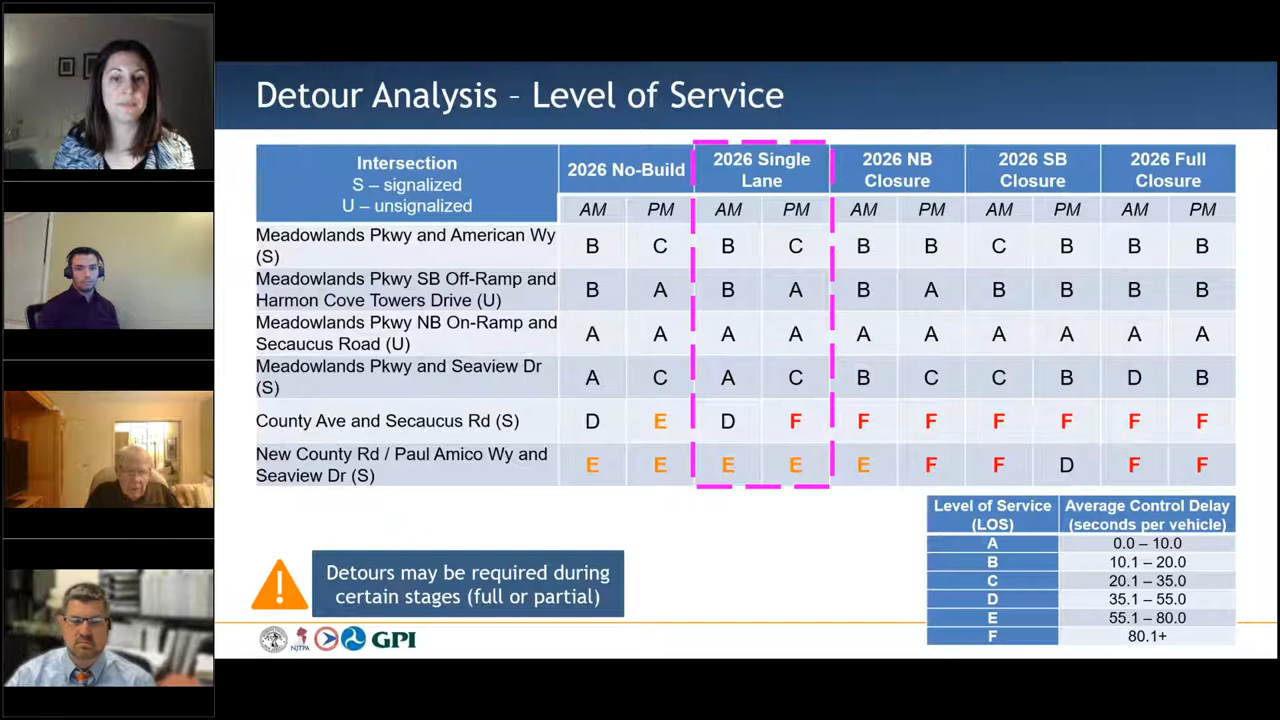 Detour Analysis – Level of Service
Intersection
S – signalized
U – unsignalized
2026 No-Build
2026 Single
Lane
2026 NB
Closure
2026 SB
Closure
2026 Full
Closure
AM PM AM PM AM PM AM PM AM PM
Meadowlands Pkwy and American Wy
(S)
B C B C B B C B B B
Meadowlands Pkwy SB Off-Ramp and
Harmon Cove Towers Drive (U)
B A B A B A B B B B
Meadowlands Pkwy NB On-Ramp and
Secaucus Road (U)
A A A A A A A A A A
Meadowlands Pkwy and Seaview Dr
(S)
A C A C B C C B D B
County Ave and Secaucus Rd (S) D E D F F F F F F F
New County Rd / Paul Amico Wy and
Seaview Dr (S)
E E E E E F F D F F
Level of Service
(LOS)
Average Control Delay
(seconds per vehicle)
A 0.0 – 10.0
B 10.1 – 20.0
C 20.1 – 35.0
D 35.1 – 55.0
E 55.1 – 80.0
F 80.1+
Detours may be required during
certain stages (full or partial)
NJTPA
GPI